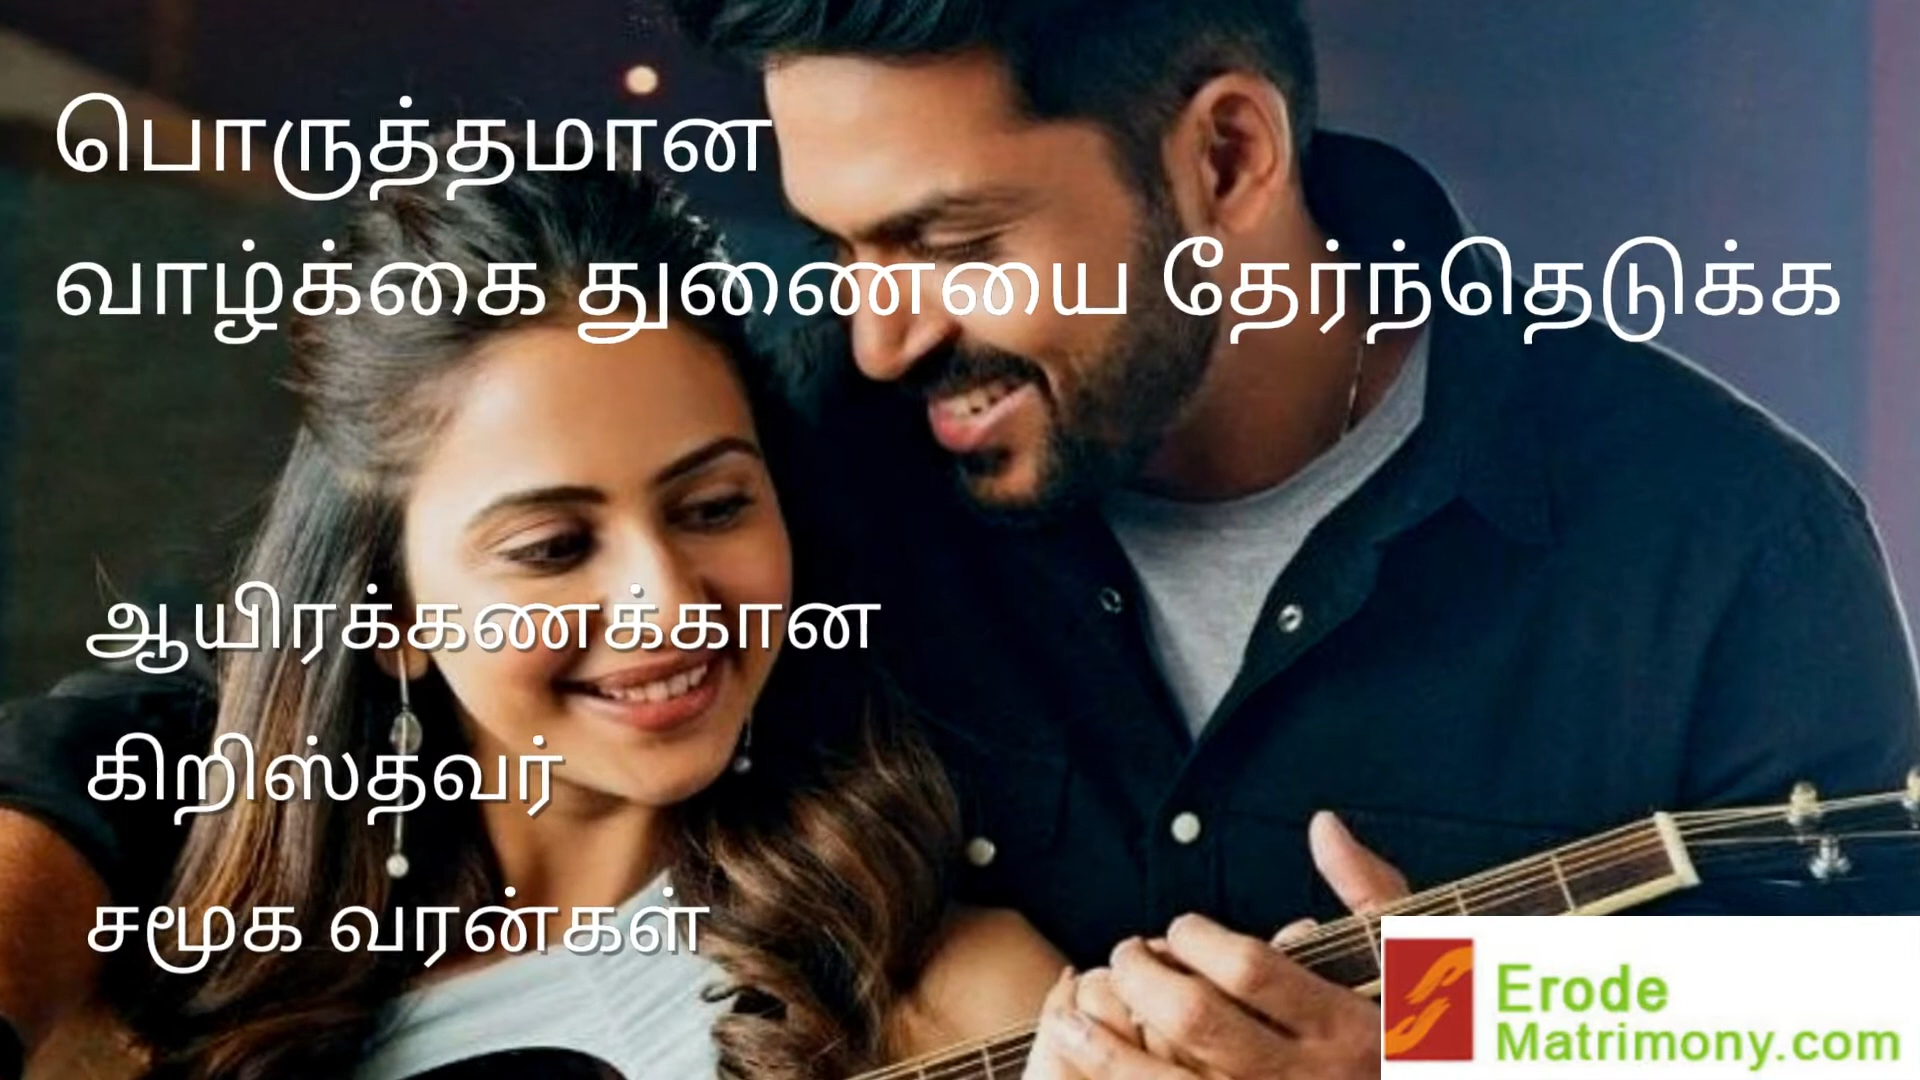 பொருத்தமான
வாழ்க்கை துணையை தேர்ந்தெடுக்க
ஆயிரக்கணக்கான
கிறிஸ்தவர்
சமூக வரன்கள்
Erode
Matrimony.com